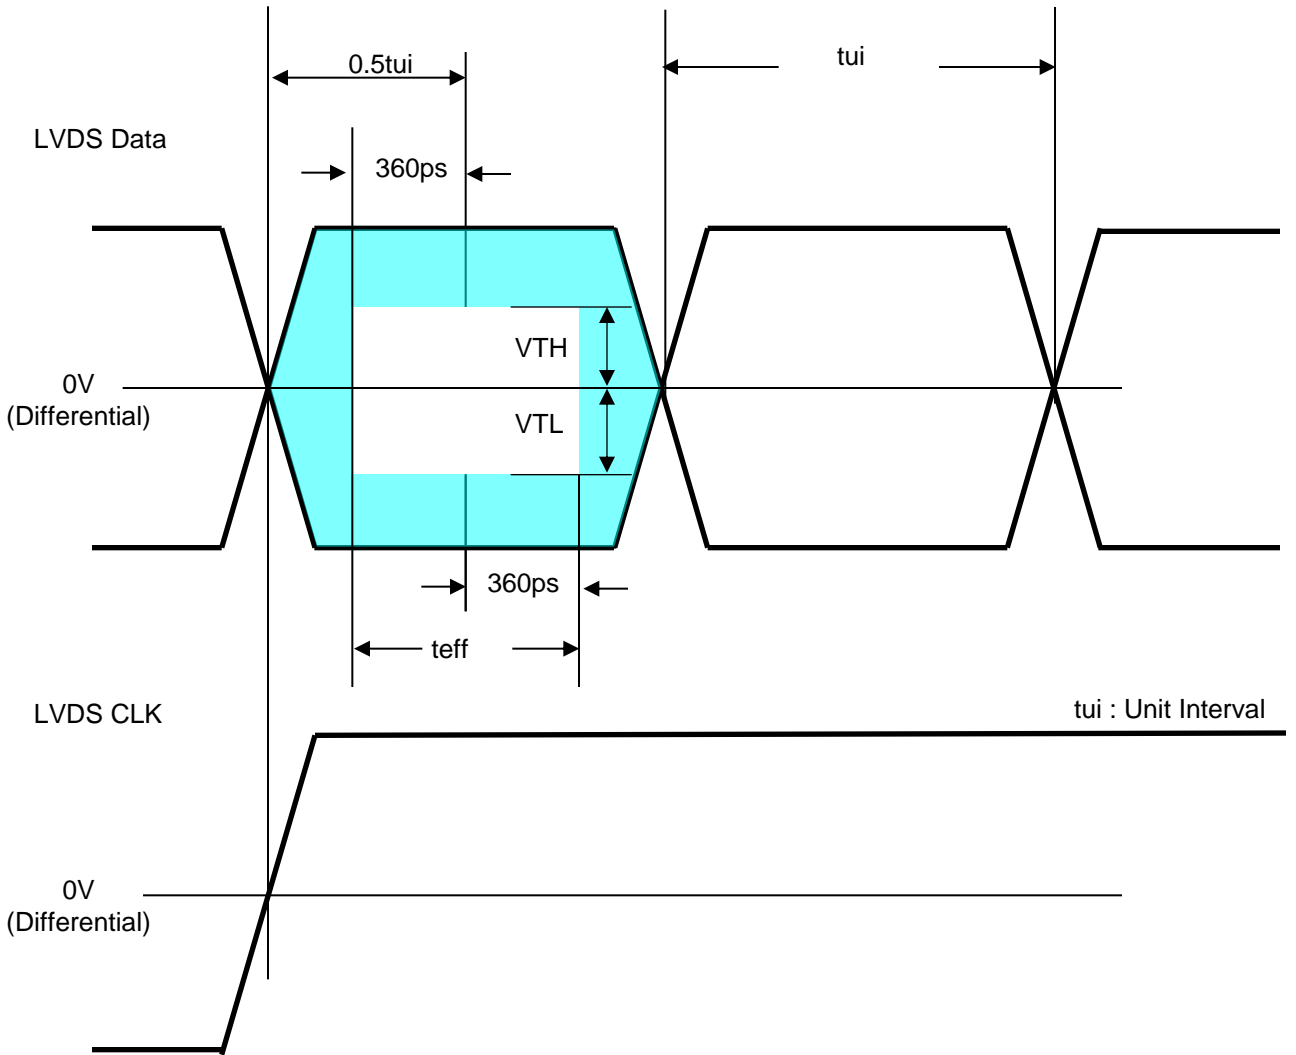 0.5tui
tui
LVDS Data
360ps
VTH
0V
(Differential)
VTL
360ps
teff
LVDS CLK
tui : Unit Interval
0V
(Differential)